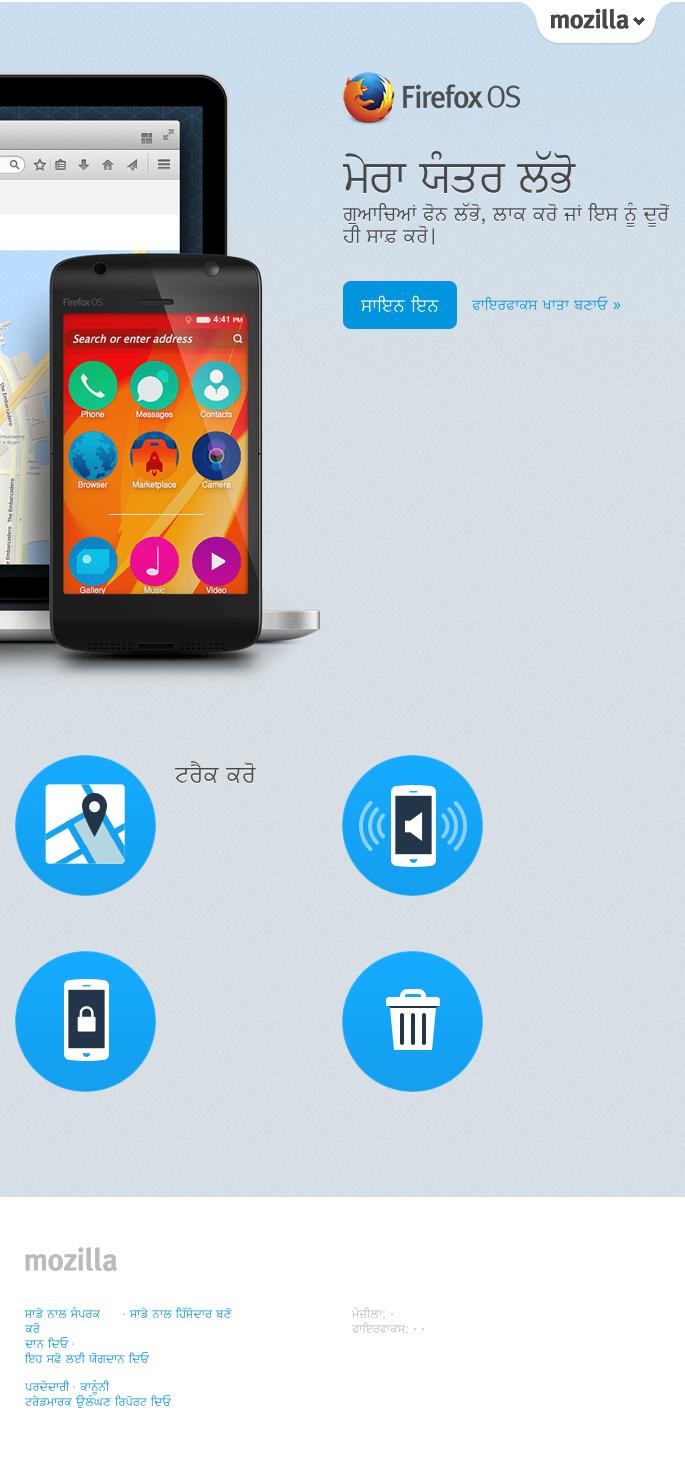 mozilla
Firefox OS
ਮੇਰਾ ਯੰਤਰ ਲੱਭੋ
ਗੁਆਚਿਆਂ ਫੋਨ ਲੱਭੋ, ਲਾਕ ਕਰੋ ਜਾਂ ਇਸ ਨੂੰ ਦੂਰੋਂ
ਹੀ ਸਾਫ਼ ਕਰੋ|
ਸਾਇਨ ਇਨ
ਫਾਇਰਫਾਕਸ ਖਾਤਾ ਬਣਾਓ »
Firefox OS
4:41 PM
Search or enter address
Phone Messages Contacts
Browser Marketplace Camera
Gallery Music Video
The Embarcadero
ਟਰੈਕ ਕਰੋ
mozilla
ਸਾਡੇ ਨਾਲ ਸੰਪਰਕ · ਸਾਡੇ ਨਾਲ ਹਿੱਸੇਦਾਰ ਬਣੋ
ਕਰੋ
ਦਾਨ ਦਿਓ ·
ਇਹ ਸਫ਼ੇ ਲਈ ਯੋਗਦਾਨ ਦਿਓ
ਪਰਦੇਦਾਰੀ · ਕਾਨੂੰਨੀ
ਟਰੇਡਮਾਰਕ ਉਲੰਘਣ ਰਿਪੋਰਟ ਦਿਓ
ਮੋਜ਼ੀਲਾ: ·
ਫਾਇਰਫਾਕਸ: · ·